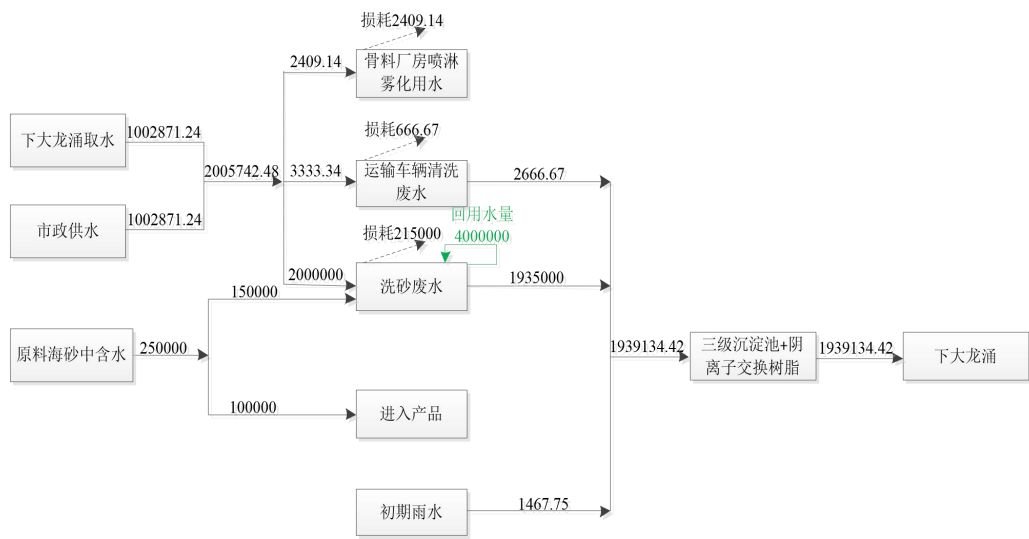 损耗2409.14
2409.14
骨料厂房喷淋
雾化用水
下大龙涌取水
1002871.24
损耗666.67
2005742.48
3333.34
运输车辆清洗
废水
2666.67
市政供水
1002871.24
回用水量
4000000
损耗215000
2000000
150000
洗砂废水
1935000
原料海砂中含水
250000
1939134.42
三级沉淀池+阴
离子交换树脂
1939134.42
下大龙涌
100000
进入产品
初期雨水
1467.75